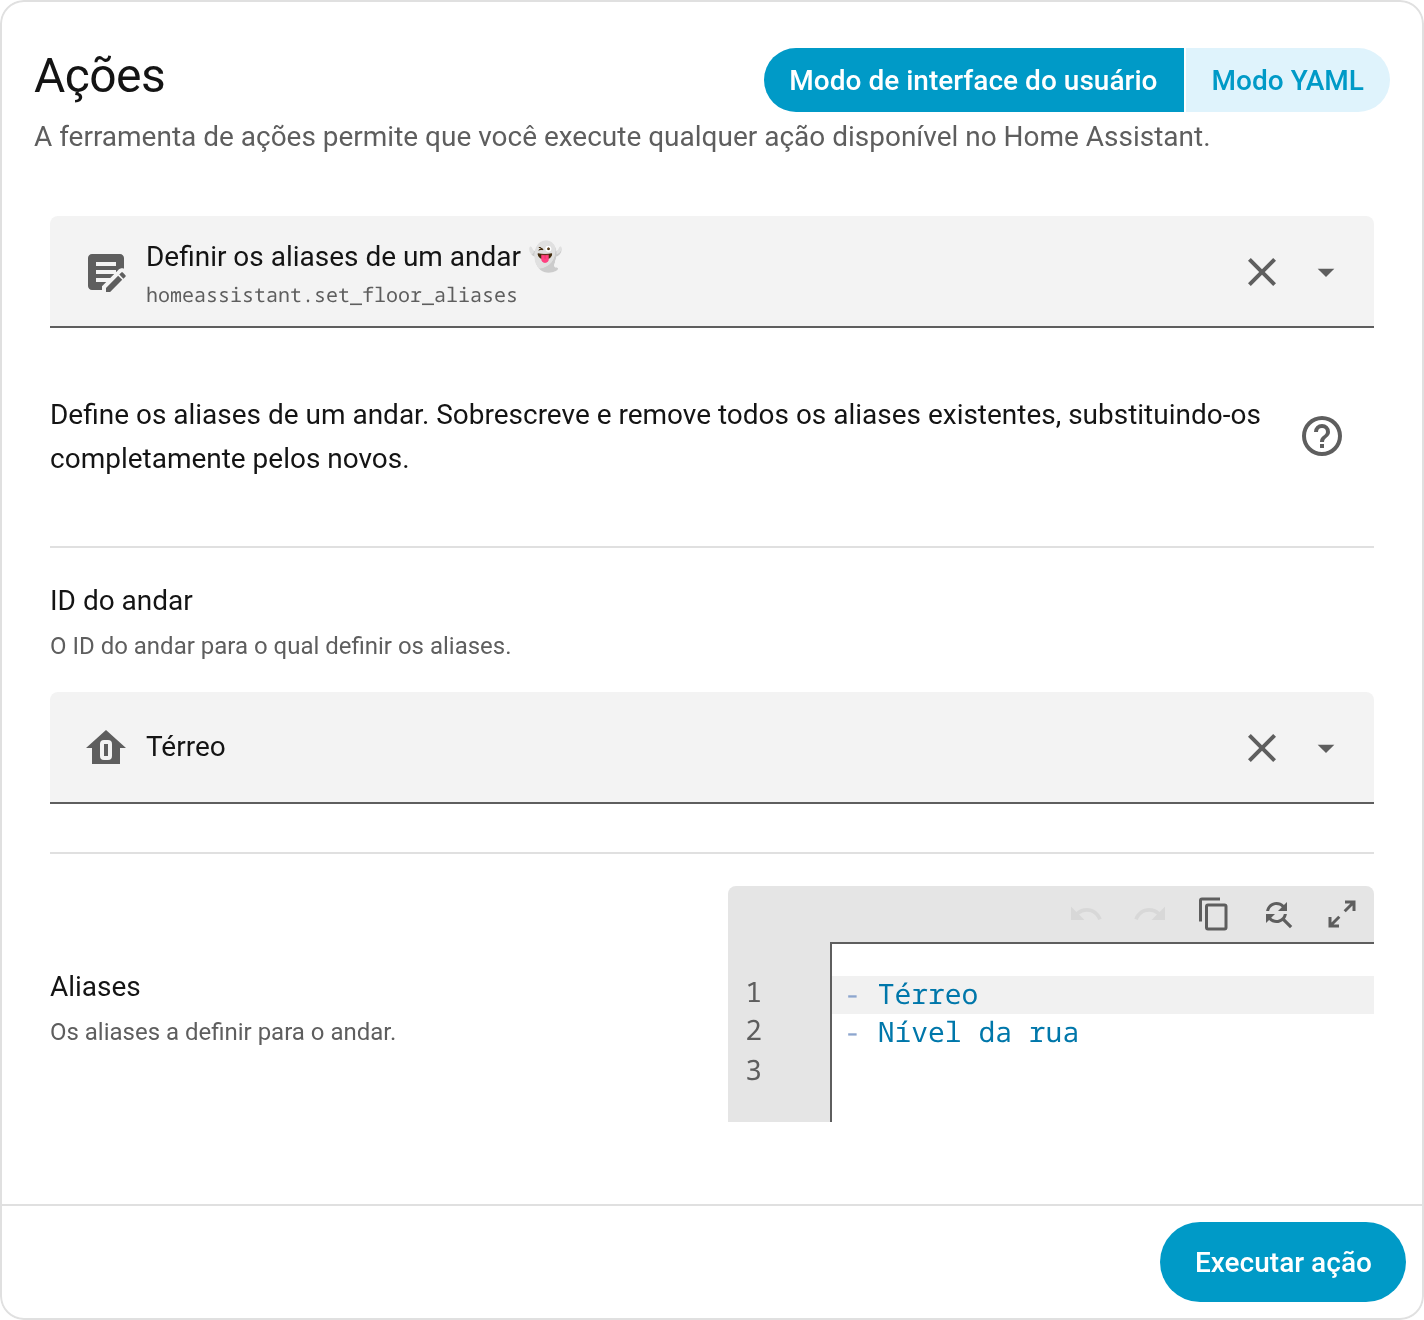 Ações
Modo de interface do usuário
Modo YAML
A ferramenta de ações permite que você execute qualquer ação disponível no Home Assistant.
Definir os aliases de um andar 👻
homeassistant.set_floor_aliases
Define os aliases de um andar. Sobrescreve e remove todos os aliases existentes, substituindo-os
completamente pelos novos.
ID do andar
O ID do andar para o qual definir os aliases.
Térreo
Aliases
Os aliases a definir para o andar.
1 - Térreo
2 - Nível da rua
3
Executar ação